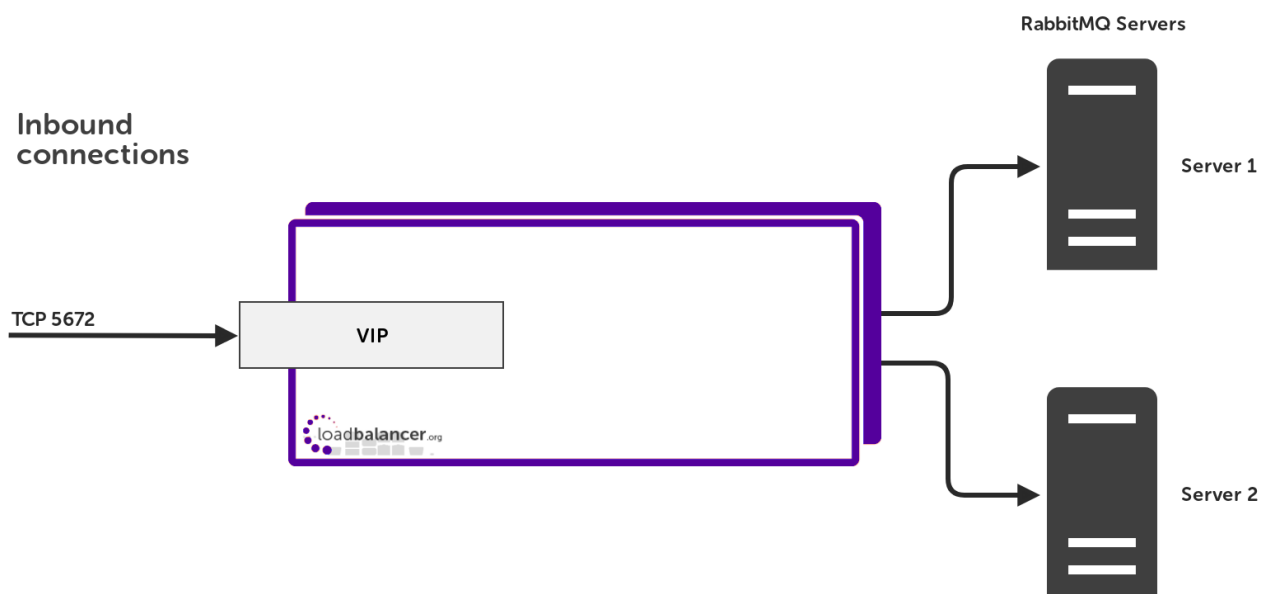 RabbitMQ Servers
Inbound
connections
Server 1
TCP 5672
VIP
loadbalancer.org
Server 2